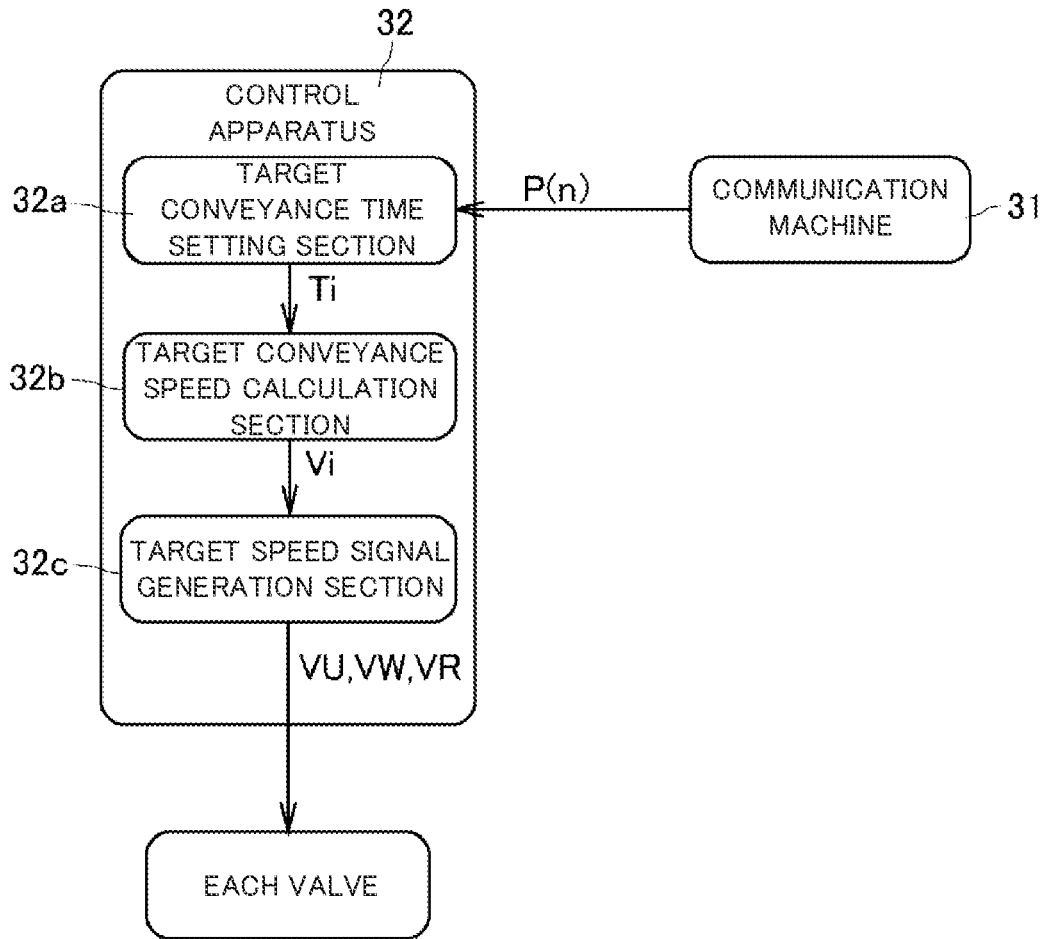 32
CONTROL
APPARATUS
32a
TARGET
CONVEYANCE TIME
SETTING SECTION
P(n)
COMMUNICATION
MACHINE
31
Ti
32b
TARGET CONVEYANCE
SPEED CALCULATION
SECTION
Vi
32c
TARGET SPEED SIGNAL
GENERATION SECTION
VU,VW,VR
EACH VALVE